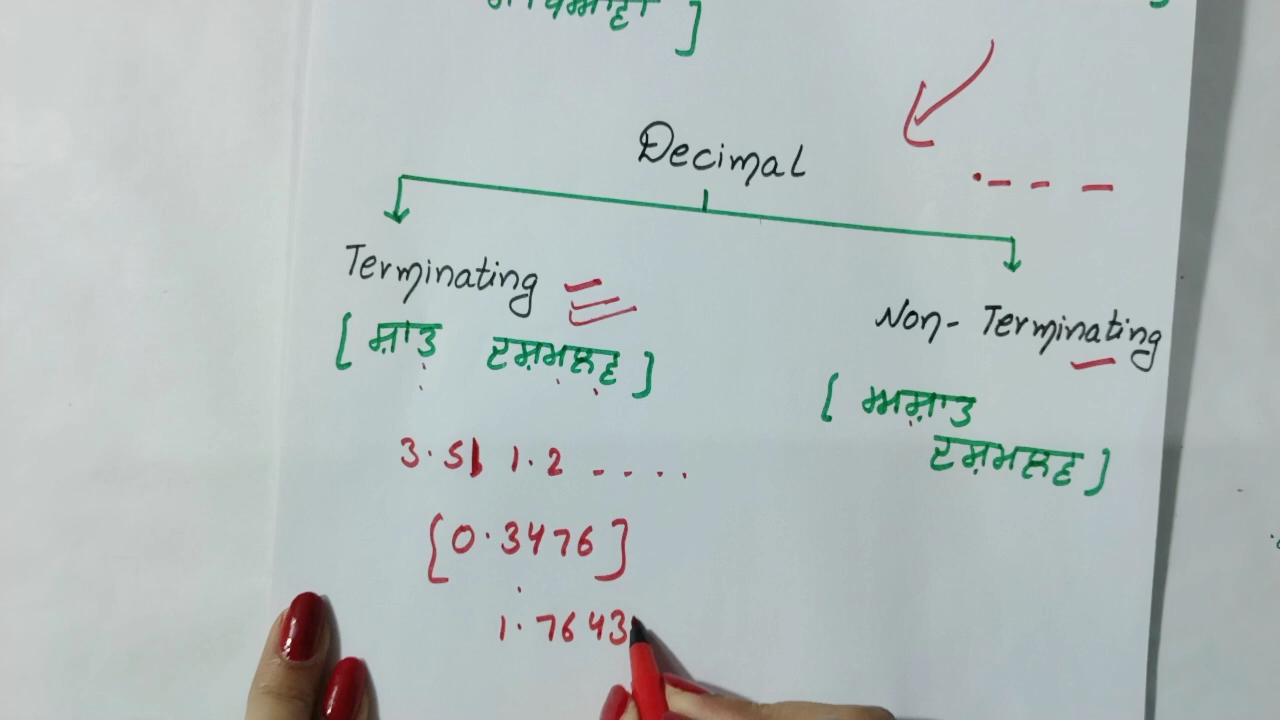 ]
Decimal
. _ _ _
Terminating
[ ਸ਼ਾਤ ਦਸ਼ਮਲਵ ]
Non- Terminating
[ ਅਸ਼ਾਤ
ਦਸ਼ਮਲਵ ]
3.5| 1.2 - . . . .
[0.3476]
1.7643